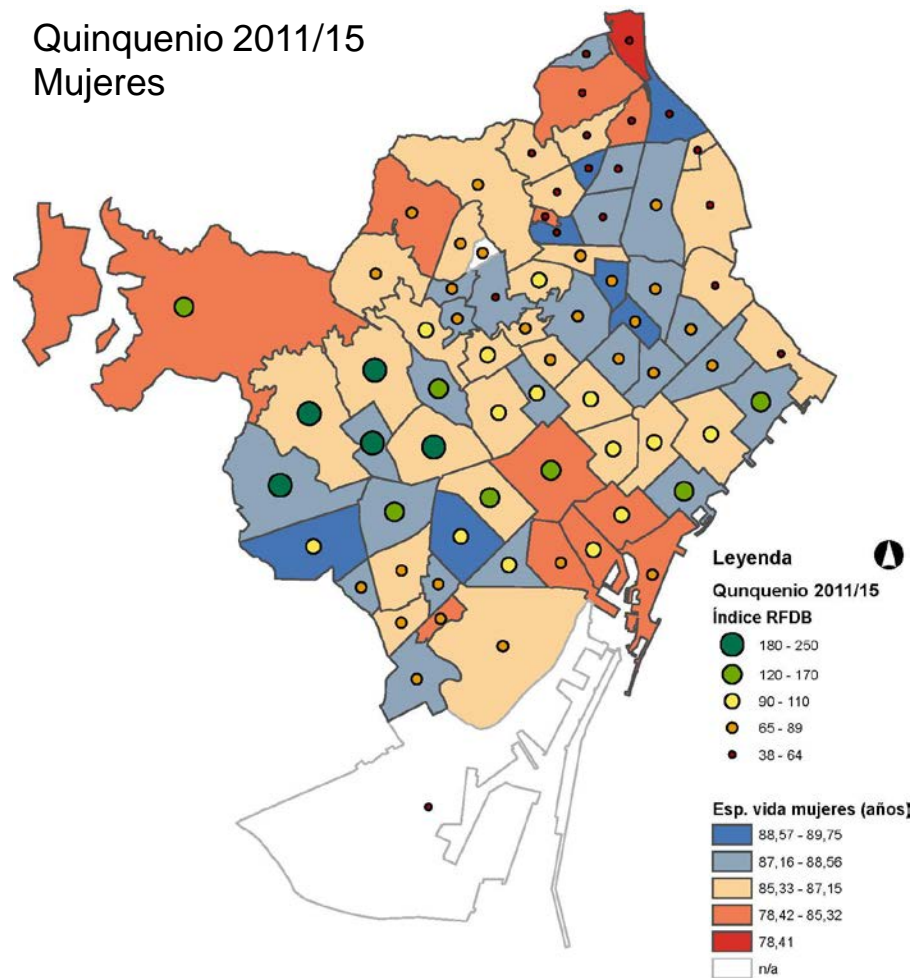 Quinquenio 2011/15
Mujeres
Leyenda
Qunquenio 2011/15
Índice RFDB
180 - 250
120 - 170
90 - 110
65 - 89
38 - 64
Esp. vida mujeres (años)
88,57 - 89,75
87,16 - 88,56
85,33 - 87,15
78,42 - 85,32
78,41
n/a